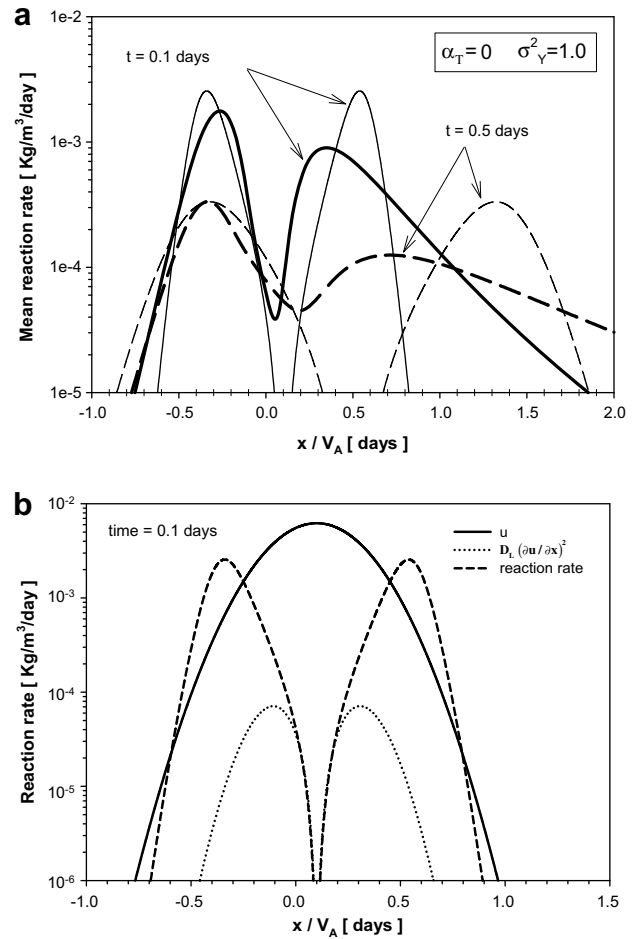 a
1e-2
1e-3
1e-4
1e-5
Mean reaction rate [ Kg/m³/day ]
t = 0.1 days
α_T = 0 σ²_Y = 1.0
t = 0.5 days
-1.0 -0.5 0.0 0.5 1.0 1.5 2.0
x / V_A [ days ]
b
10⁻²
10⁻³
10⁻⁴
10⁻⁵
10⁻⁶
Reaction rate [ Kg/m³/day ]
time = 0.1 days
u
D_L (∂u / ∂x)²
reaction rate
-1.0 -0.5 0.0 0.5 1.0 1.5
x / V_A [ days ]